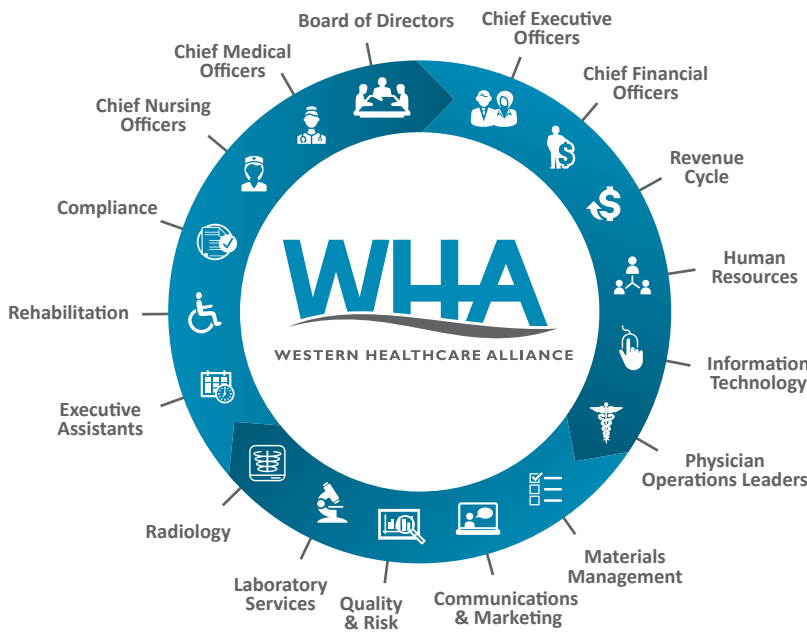 Board of Directors
Chief Executive
Officers
Chief Financial
Officers
Revenue
Cycle
Human
Resources
Information
Technology
Physician
Operations Leaders
Materials
Management
Communications
& Marketing
Quality
& Risk
Laboratory
Services
Radiology
Executive
Assistants
Rehabilitation
Compliance
Chief Nursing
Officers
Chief Medical
Officers
WHA
WESTERN HEALTHCARE ALLIANCE